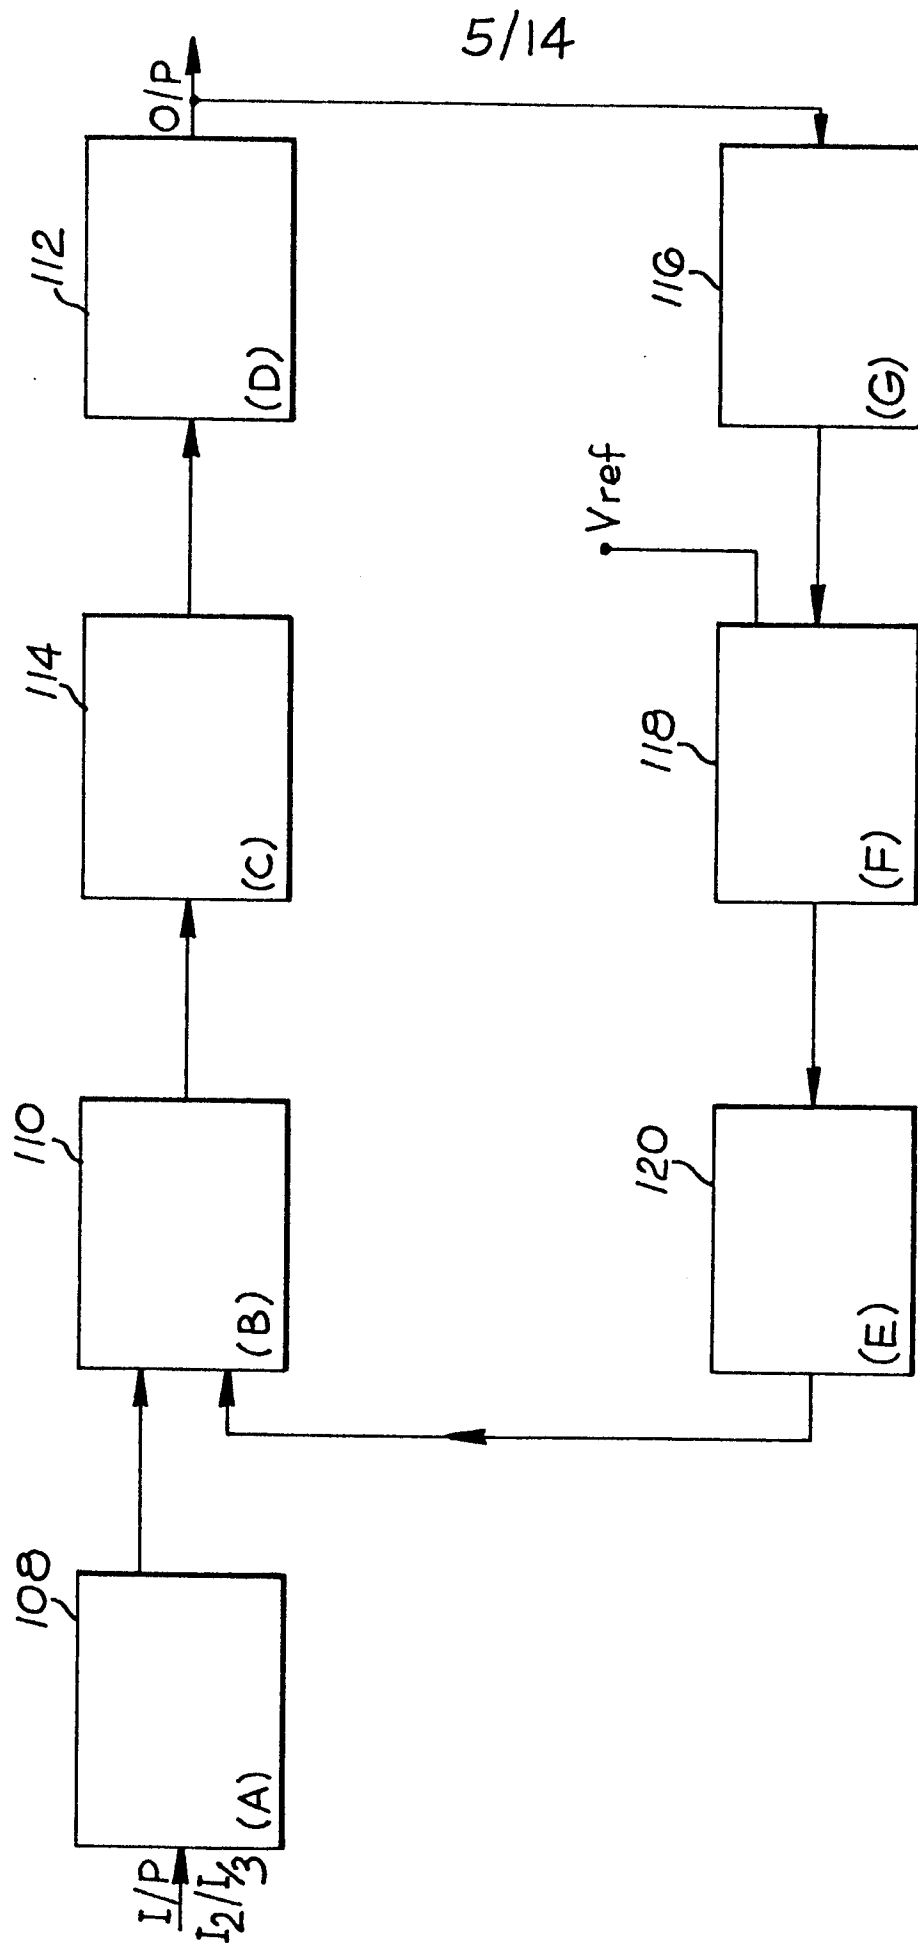 5/14
I/P
I2/I3
108
(A)
110
(B)
114
(C)
112
(D)
O/P
Vref
120
(E)
118
(F)
116
(G)